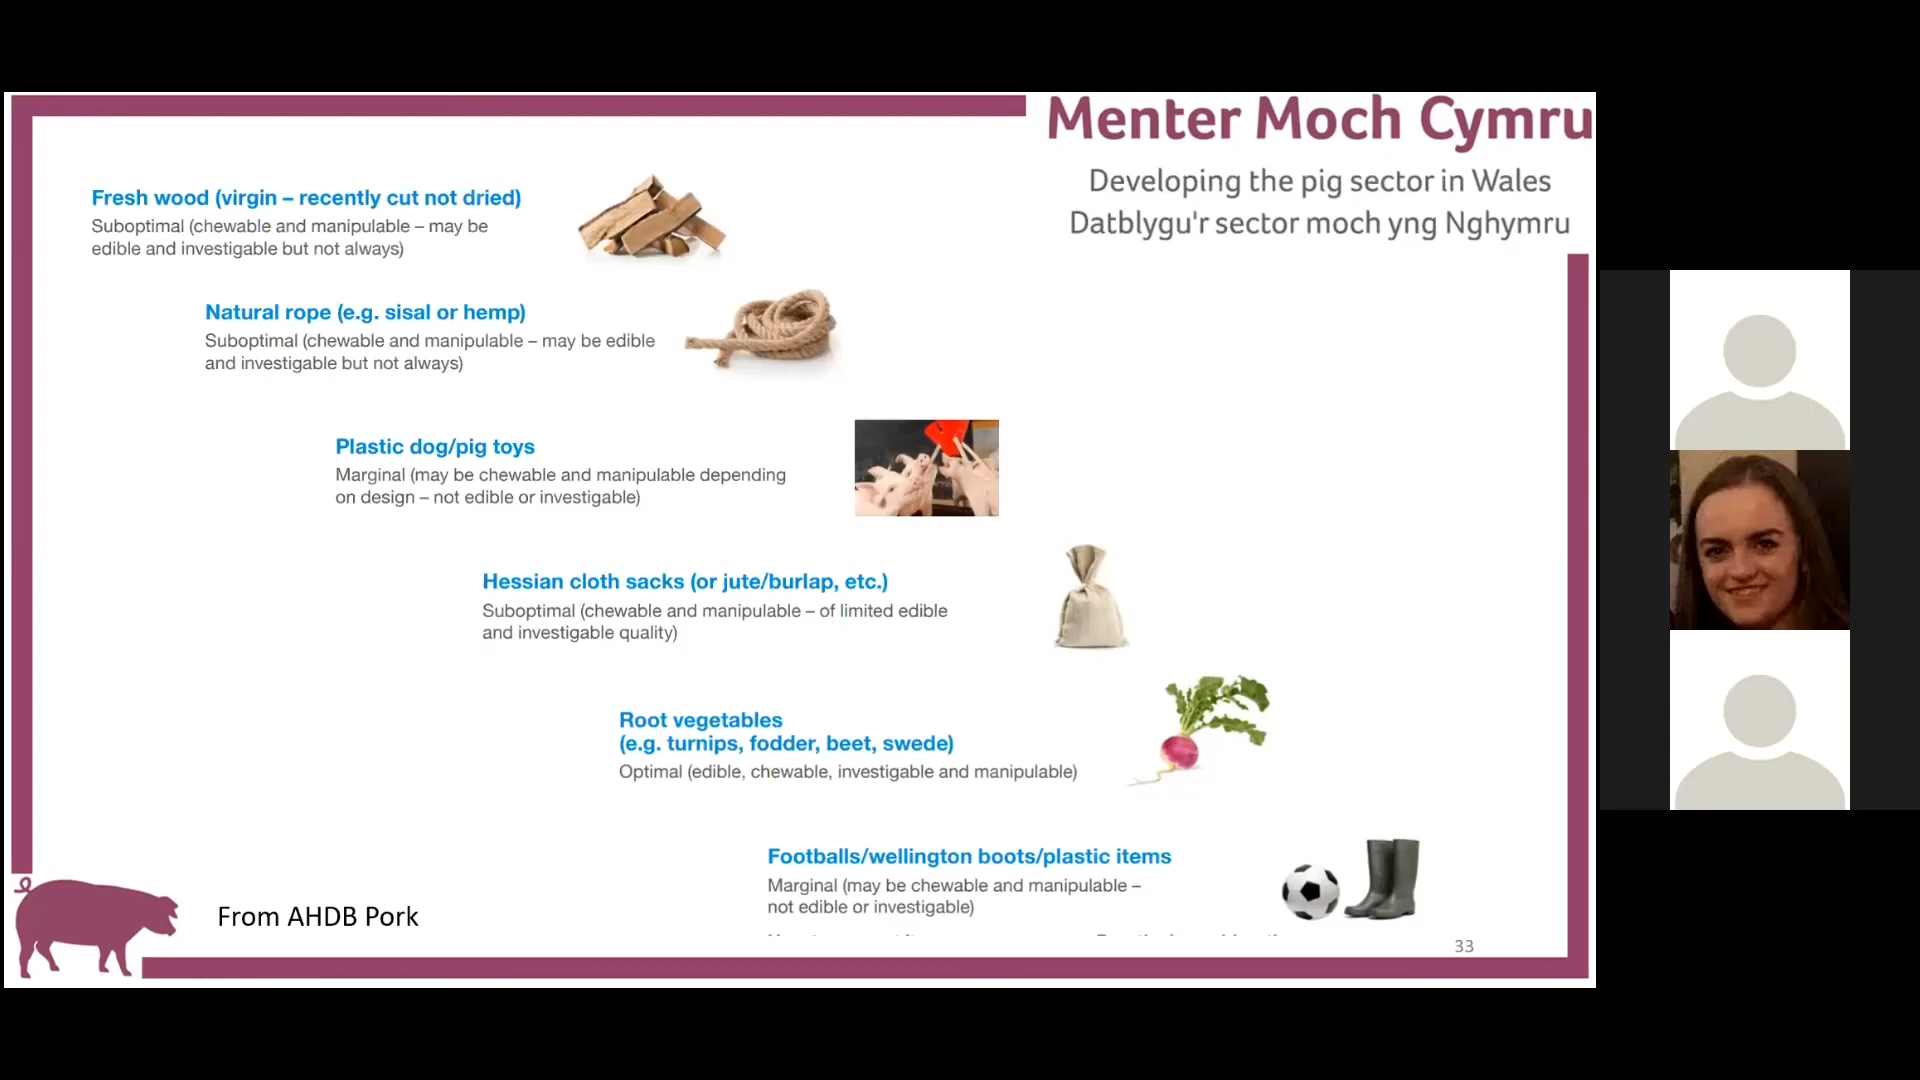 Menter Moch Cymru
Developing the pig sector in Wales
Datblygu'r sector moch yng Nghymru
Fresh wood (virgin – recently cut not dried)
Suboptimal (chewable and manipulable – may be
edible and investigable but not always)
Natural rope (e.g. sisal or hemp)
Suboptimal (chewable and manipulable – may be edible
and investigable but not always)
Plastic dog/pig toys
Marginal (may be chewable and manipulable depending
on design – not edible or investigable)
Hessian cloth sacks (or jute/burlap, etc.)
Suboptimal (chewable and manipulable – of limited edible
and investigable quality)
Root vegetables
(e.g. turnips, fodder, beet, swede)
Optimal (edible, chewable, investigable and manipulable)
Footballs/wellington boots/plastic items
Marginal (may be chewable and manipulable –
not edible or investigable)
From AHDB Pork
33